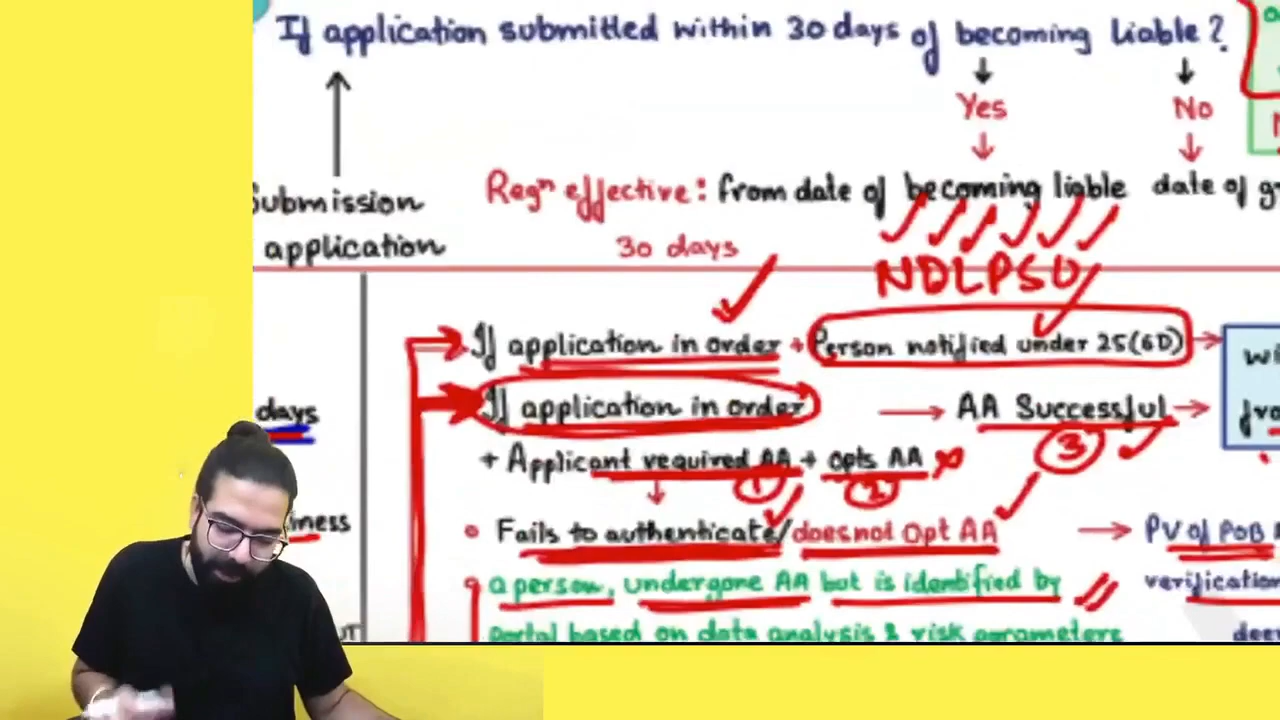 If application submitted within 30 days of becoming liable?
Yes
No
Submission
application
Regn effective: from date of becoming liable
date of
30 days
NDLPSU
If application in order + Person notified under 25(6D)
days
If application in order
AA Successful
+ Applicant required AA + opts AA
1
2
3
Fails to authenticate/does not Opt AA
PV of PoB
a person, undergone AA but is identified by
verification
portal based on data analysis & risk parameters